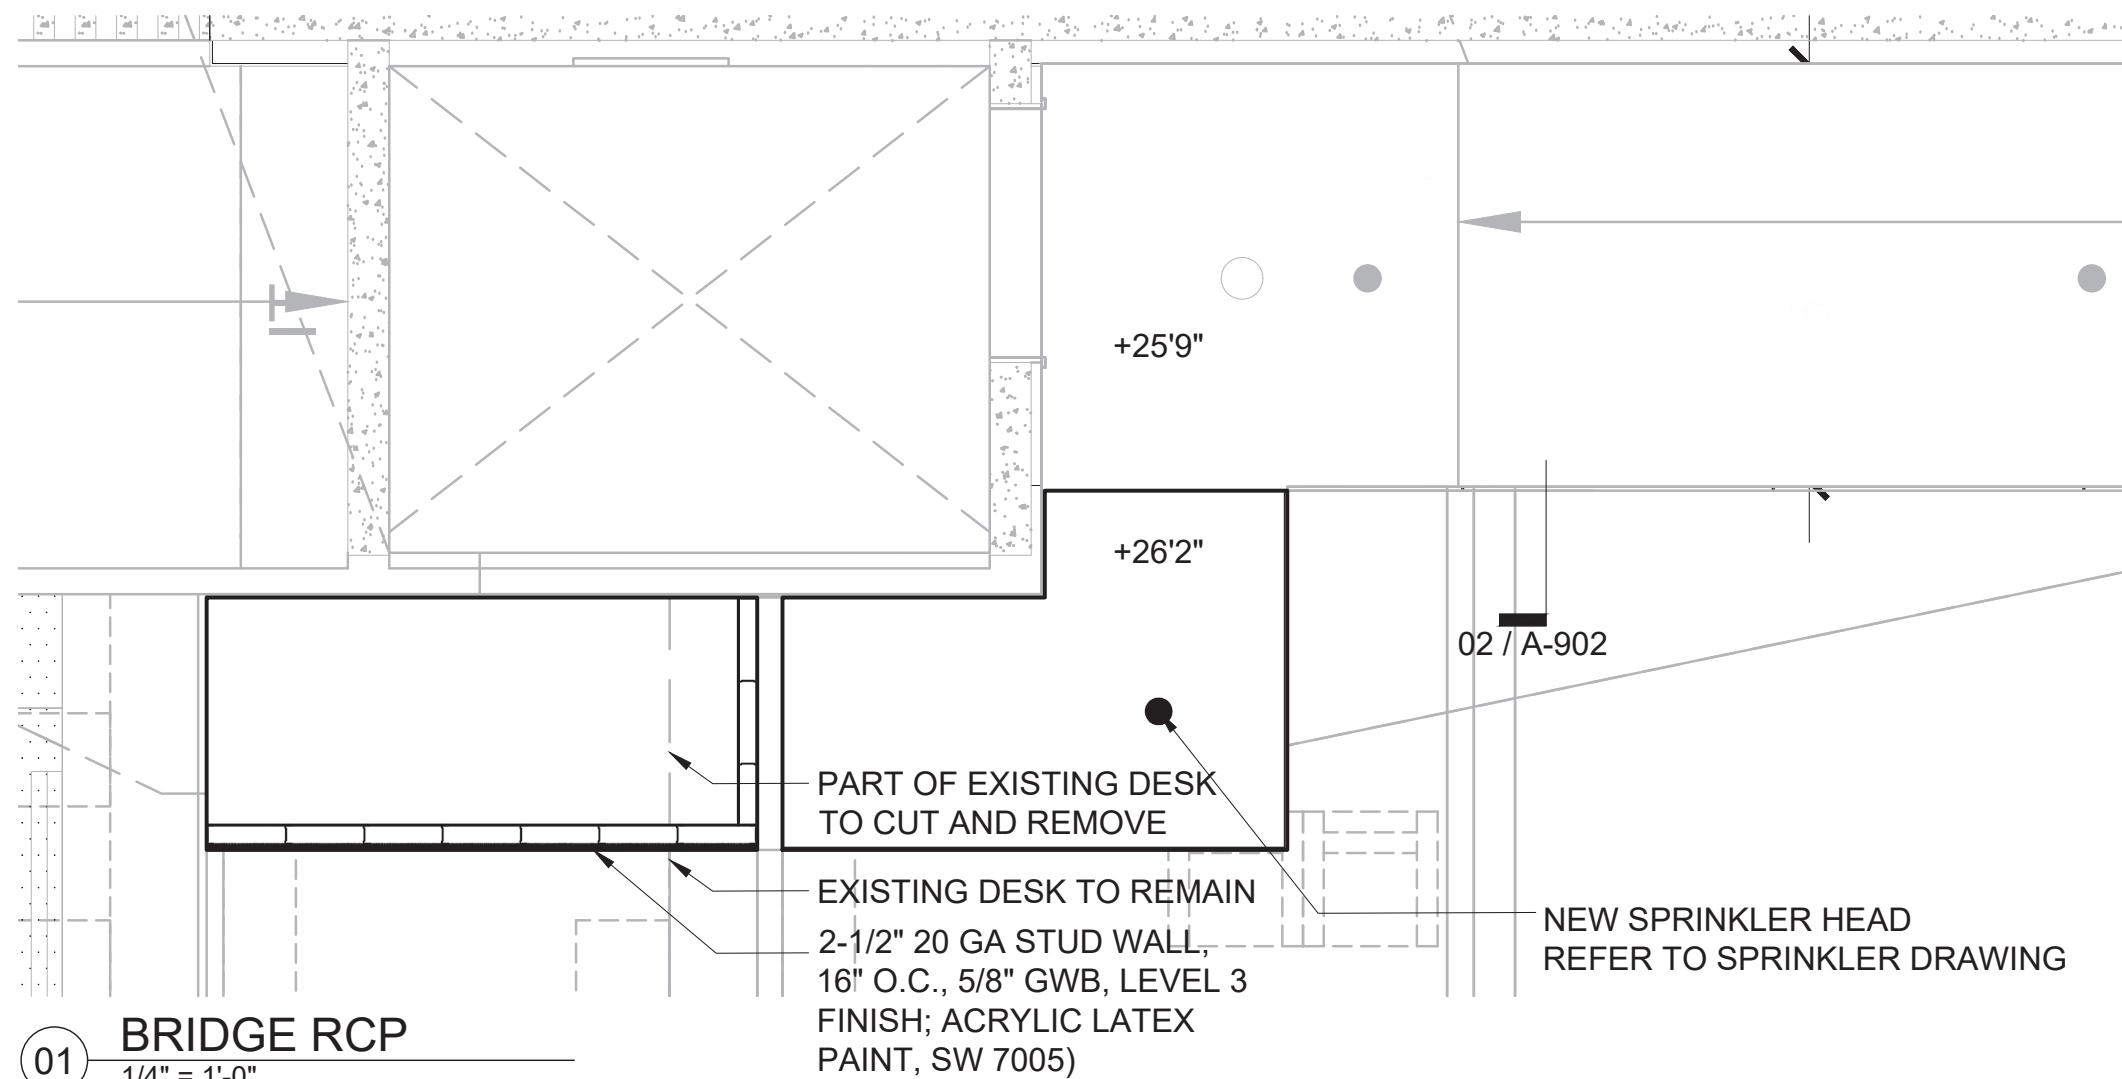 +25'9"
+26'2"
02 / A-902
PART OF EXISTING DESK
TO CUT AND REMOVE
EXISTING DESK TO REMAIN
2-1/2" 20 GA STUD WALL,
16" O.C., 5/8" GWB, LEVEL 3
FINISH; ACRYLIC LATEX
PAINT, SW 7005)
NEW SPRINKLER HEAD
REFER TO SPRINKLER DRAWING
01
BRIDGE RCP
1/4" = 1'-0"